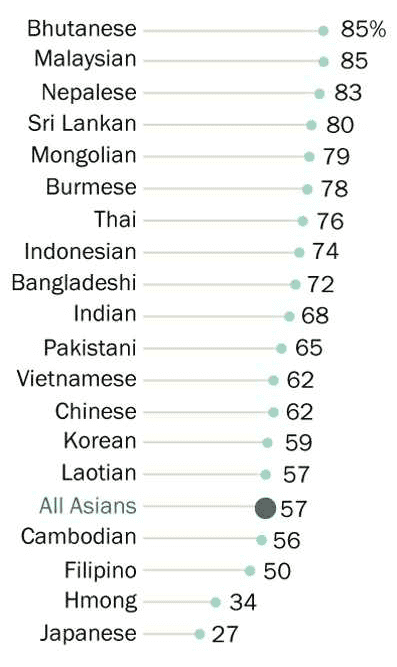 Bhutanese 85%
Malaysian 85
Nepalese 83
Sri Lankan 80
Mongolian 79
Burmese 78
Thai 76
Indonesian 74
Bangladeshi 72
Indian 68
Pakistani 65
Vietnamese 62
Chinese 62
Korean 59
Laotian 57
All Asians 57
Cambodian 56
Filipino 50
Hmong 34
Japanese 27